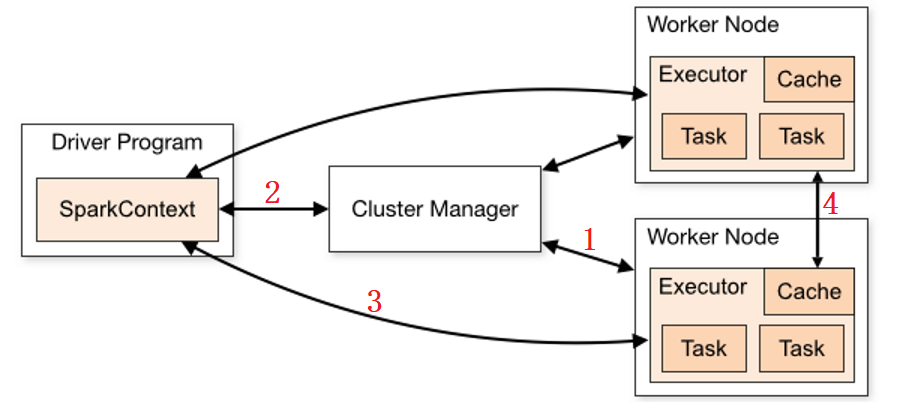 Driver Program
SparkContext
2
Cluster Manager
1
3
4
Worker Node
Executor
Cache
Task
Task
Worker Node
Executor
Cache
Task
Task